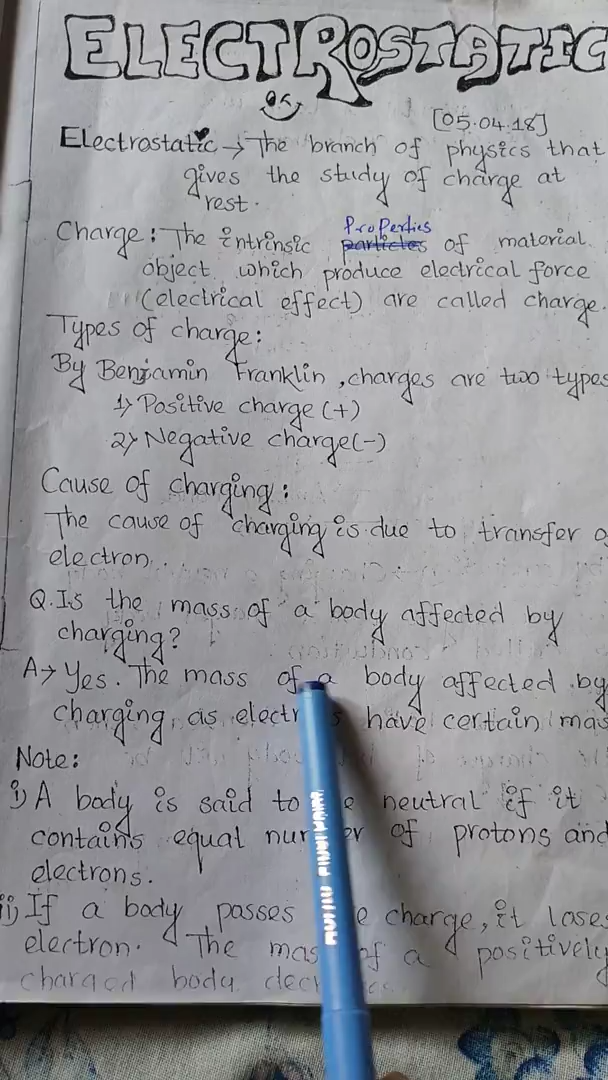 ELECTROSTATIC
[05.04.18]
Electrostatic → The branch of physics that
gives the study of charge at
rest.
Properties
Charge: The intrinsic particles of material
object which produce electrical force
(electrical effect) are called charge.
Types of charge:
By Benjamin Franklin, charges are two types
1) Positive charge (+)
2) Negative charge (-)
Cause of charging:
The cause of charging is due to transfer o
electron.
Q. Is the mass of a body affected by
charging?
A → Yes. The mass of a body affected by
charging, as electr s have certain mas
Note:
i) A body is said to e neutral if it
contains equal num er of protons and
electrons.
ii) If a body passes e charge, it lose
electron. The mas of a positively
charged body dec